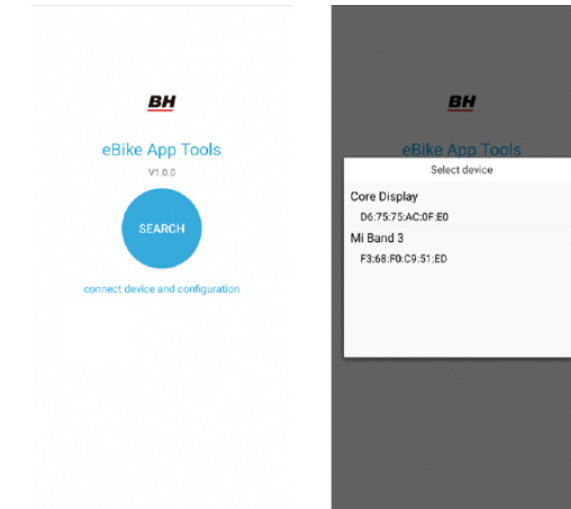 BH
eBike App Tools
V1.0.0
SEARCH
connect device and configuration
BH
eBike App Tools
Select device
Core Display
D6:75:75:AC:0F:E0
Mi Band 3
F3:68:F0:C9:51:ED